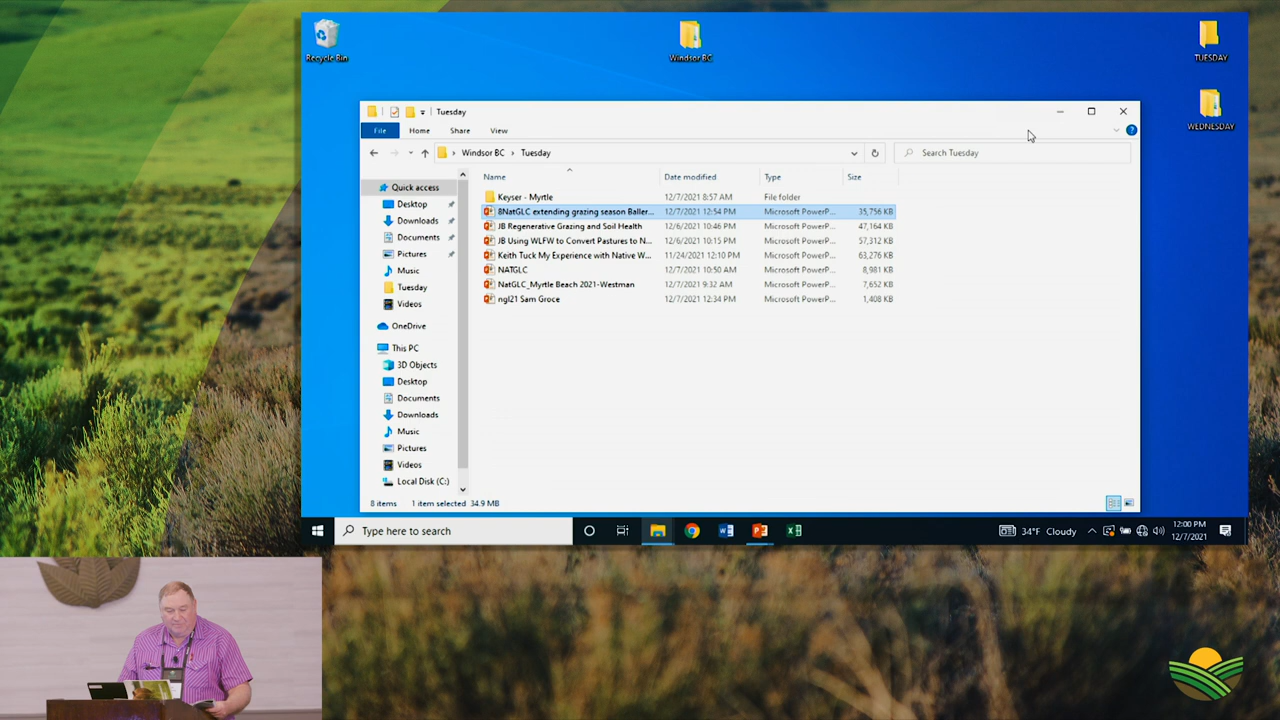 Recycle Bin
Windsor BC
TUESDAY
WEDNESDAY
Tuesday
File Home Share View
Windsor BC > Tuesday
Search Tuesday
Name Date modified Type Size
Quick access
Desktop
Downloads
Documents
Pictures
Music
Tuesday
Videos
OneDrive
This PC
3D Objects
Desktop
Documents
Downloads
Music
Pictures
Videos
Local Disk (C:)
Keyser - Myrtle 12/7/2021 8:57 AM File folder
8NatGLC extending grazing season Baller... 12/7/2021 12:54 PM Microsoft PowerP... 35,756 KB
JB Regenerative Grazing and Soil Health 12/6/2021 10:46 PM Microsoft PowerP... 47,164 KB
JB Using WLFW to Convert Pastures to N... 12/6/2021 10:15 PM Microsoft PowerP... 57,312 KB
Keith Tuck My Experience with Native W... 11/24/2021 12:10 PM Microsoft PowerP... 63,276 KB
NATGLC 12/7/2021 10:50 AM Microsoft PowerP... 8,981 KB
NatGLC_Myrtle Beach 2021-Westman 12/7/2021 9:32 AM Microsoft PowerP... 7,652 KB
ngl21 Sam Groce 12/7/2021 12:34 PM Microsoft PowerP... 1,408 KB
8 items 1 item selected 34.9 MB
Type here to search
34°F Cloudy
12:00 PM
12/7/2021